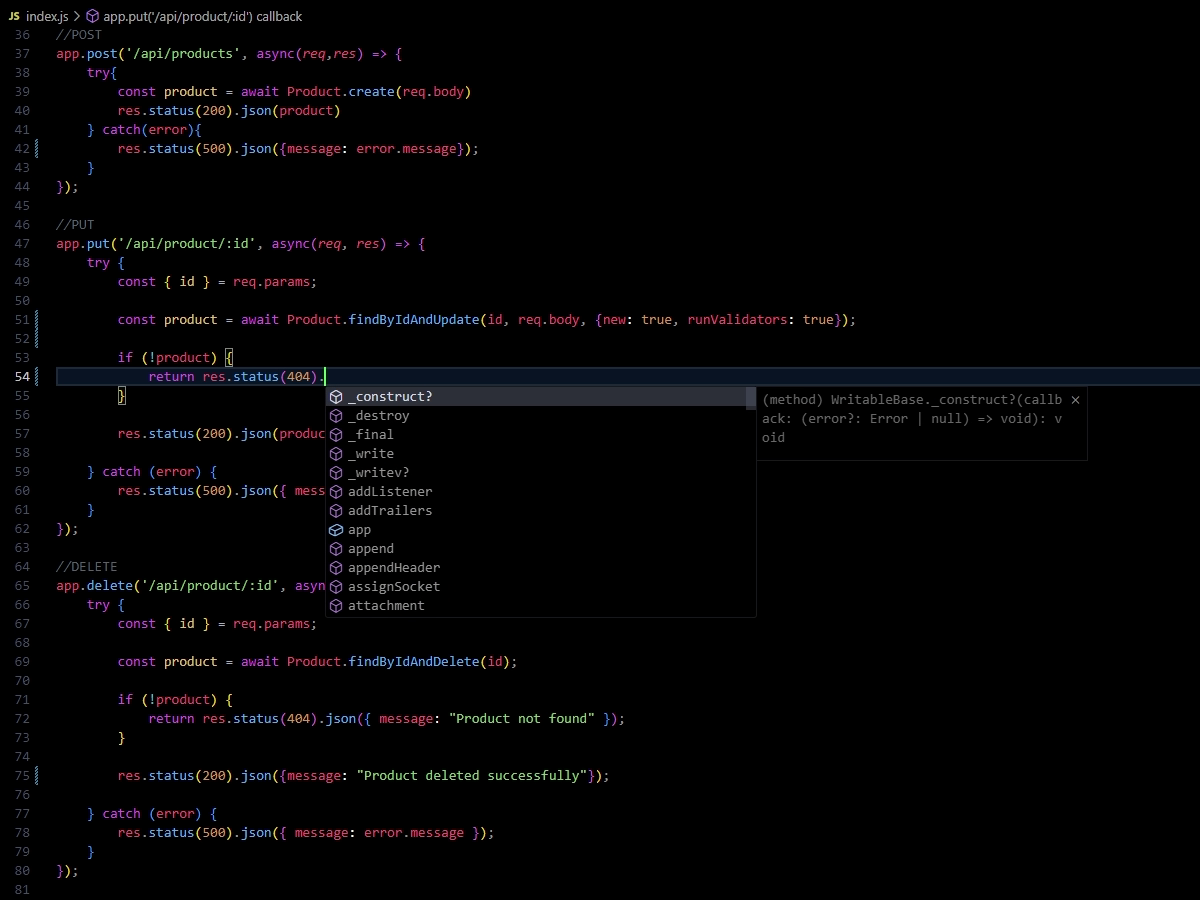 JS index.js > app.put('/api/product/:id') callback
36 //POST
37 app.post('/api/products', async(req,res) => {
38 try{
39 const product = await Product.create(req.body)
40 res.status(200).json(product)
41 } catch(error){
42 res.status(500).json({message: error.message});
43 }
44 });
45
46 //PUT
47 app.put('/api/product/:id', async(req, res) => {
48 try {
49 const { id } = req.params;
50
51 const product = await Product.findByIdAndUpdate(id, req.body, {new: true, runValidators: true});
52
53 if (!product) {
54 return res.status(404).
55 }
56
57 res.status(200).json(produc
58
59 } catch (error) {
60 res.status(500).json({ mess
61 }
62 });
63
64 //DELETE
65 app.delete('/api/product/:id', asyn
66 try {
67 const { id } = req.params;
68
69 const product = await Product.findByIdAndDelete(id);
70
71 if (!product) {
72 return res.status(404).json({ message: "Product not found" });
73 }
74
75 res.status(200).json({message: "Product deleted successfully"});
76
77 } catch (error) {
78 res.status(500).json({ message: error.message });
79 }
80 });
81
_construct?
_destroy
_final
_write
_writev?
addListener
addTrailers
app
append
appendHeader
assignSocket
attachment
(method) WritableBase._construct?(callb
ack: (error?: Error | null) => void): v
oid